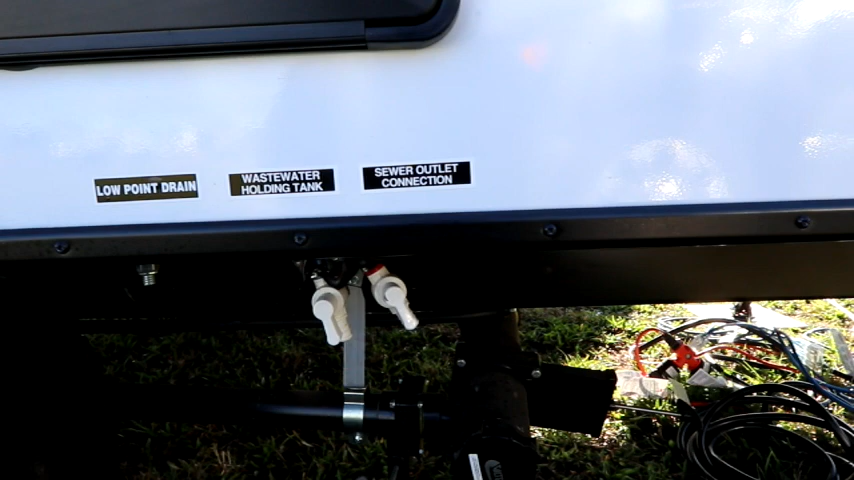 LOW POINT DRAIN
WASTEWATER
HOLDING TANK
SEWER OUTLET
CONNECTION